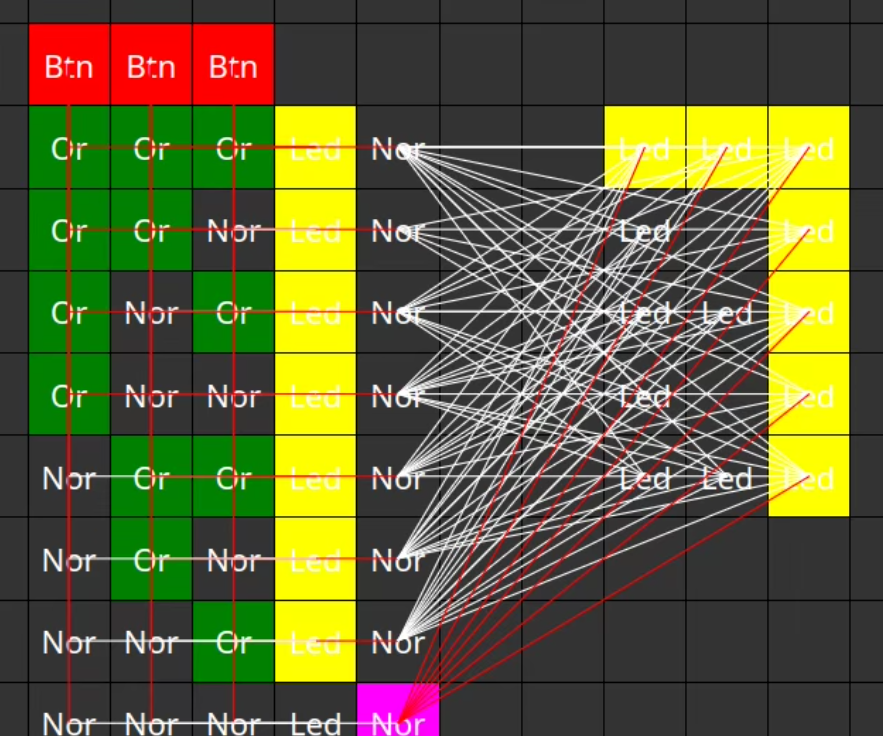 Btn Btn Btn
Or Or Or Led Nor Led Led Led
Or Or Nor Led Nor Led Led
Or Nor Or Led Nor Led Led Led
Or Nor Nor Led Nor Led Led
Nor Or Or Led Nor Led Led Led
Nor Or Nor Led Nor
Nor Nor Or Led Nor
Nor Nor Nor Led Nor